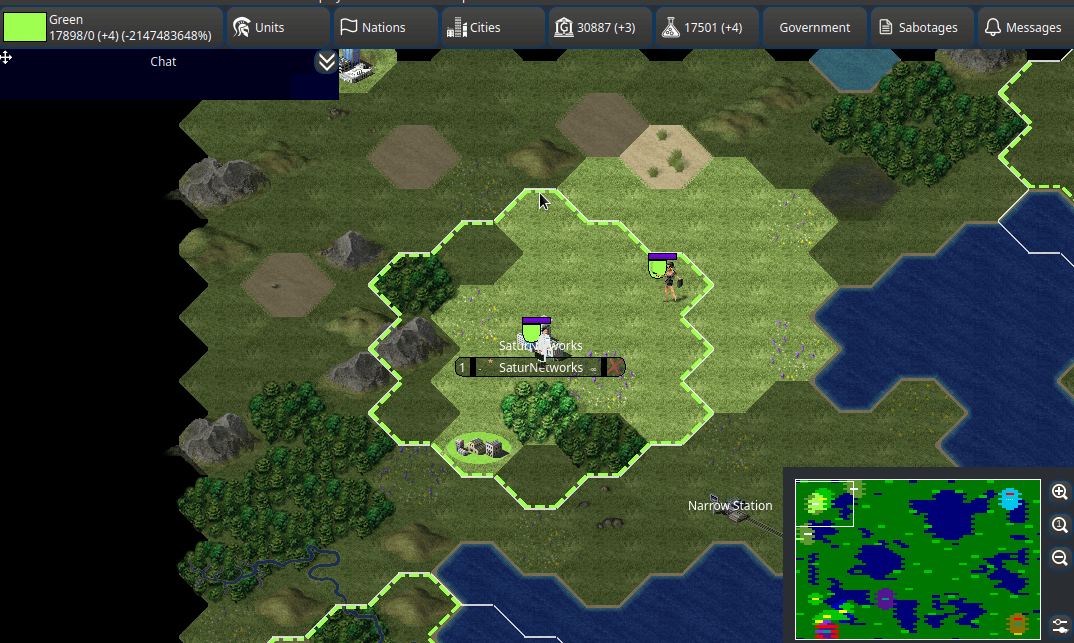 Green
17898/0 (+4) (-2147483648%)
Units
Nations
Cities
30887 (+3)
17501 (+4)
Government
Sabotages
Messages
Chat
SaturNetworks
1 - * SaturNetworks ∞ X
Narrow Station
1